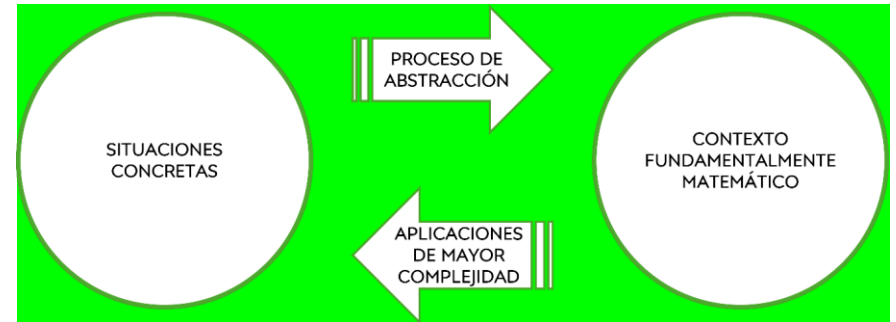 SITUACIONES
CONCRETAS
PROCESO DE
ABSTRACCIÓN
CONTEXTO
FUNDAMENTALMENTE
MATEMÁTICO
APLICACIONES
DE MAYOR
COMPLEJIDAD